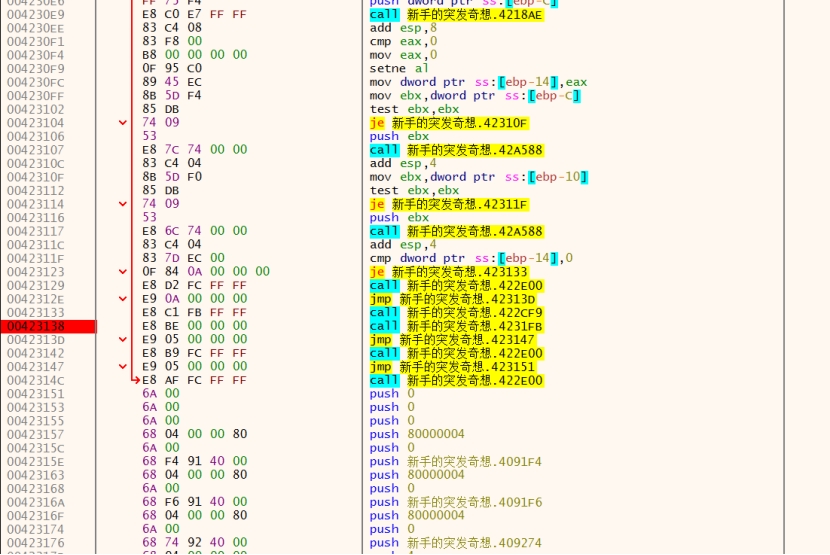 004230E6 FF 75 F4 push dword ptr ss:[ebp-C]
004230E9 E8 C0 E7 FF FF call 新手的突发奇想.4218AE
004230EE 83 C4 08 add esp,8
004230F1 83 F8 00 cmp eax,0
004230F4 B8 00 00 00 00 mov eax,0
004230F9 0F 95 C0 setne al
004230FC 89 45 EC mov dword ptr ss:[ebp-14],eax
004230FF 8B 5D F4 mov ebx,dword ptr ss:[ebp-C]
00423102 85 DB test ebx,ebx
00423104 74 09 je 新手的突发奇想.42310F
00423106 53 push ebx
00423107 E8 7C 74 00 00 call 新手的突发奇想.42A588
0042310C 83 C4 04 add esp,4
0042310F 8B 5D F0 mov ebx,dword ptr ss:[ebp-10]
00423112 85 DB test ebx,ebx
00423114 74 09 je 新手的突发奇想.42311F
00423116 53 push ebx
00423117 E8 6C 74 00 00 call 新手的突发奇想.42A588
0042311C 83 C4 04 add esp,4
0042311F 83 7D EC 00 cmp dword ptr ss:[ebp-14],0
00423123 0F 84 0A 00 00 00 je 新手的突发奇想.423133
00423129 E8 D2 FC FF FF call 新手的突发奇想.422E00
0042312E E9 0A 00 00 00 jmp 新手的突发奇想.42313D
00423133 E8 C1 FB FF FF call 新手的突发奇想.422CF9
00423138 E8 BE 00 00 00 call 新手的突发奇想.4231FB
0042313D E9 05 00 00 00 jmp 新手的突发奇想.423147
00423142 E8 B9 FC FF FF call 新手的突发奇想.422E00
00423147 E9 05 00 00 00 jmp 新手的突发奇想.423151
0042314C E8 AF FC FF FF call 新手的突发奇想.422E00
00423151 6A 00 push 0
00423153 6A 00 push 0
00423155 6A 00 push 0
00423157 68 04 00 00 80 push 80000004
0042315C 6A 00 push 0
0042315E 68 F4 91 40 00 push 新手的突发奇想.4091F4
00423163 68 04 00 00 80 push 80000004
00423168 6A 00 push 0
0042316A 68 F6 91 40 00 push 新手的突发奇想.4091F6
0042316F 68 04 00 00 80 push 80000004
00423174 6A 00 push 0
00423176 68 74 92 40 00 push 新手的突发奇想.409274